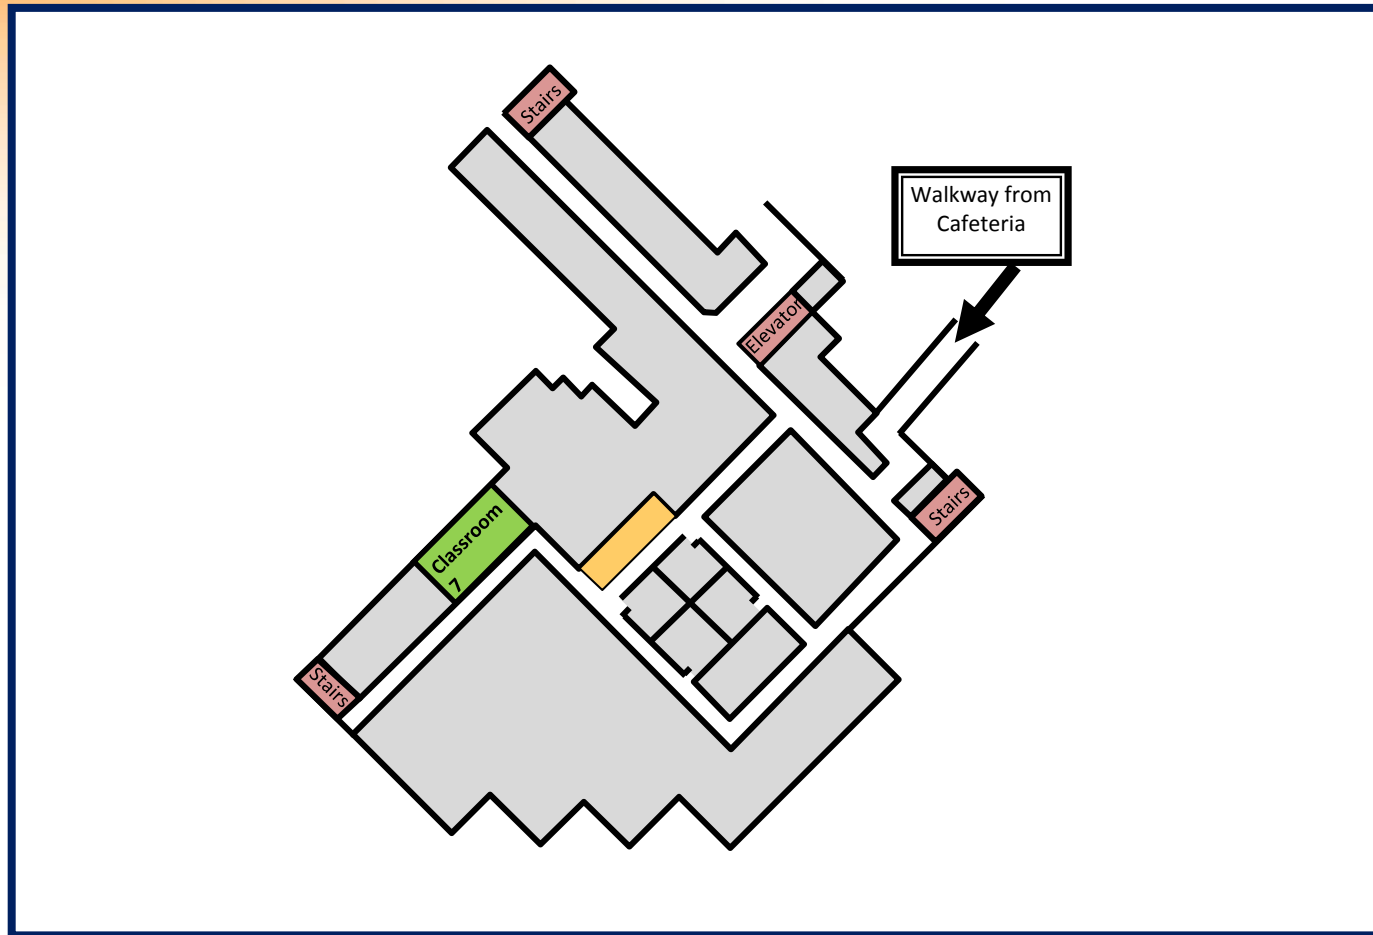 Stairs
Walkway from
Cafeteria
Elevator
Stairs
Classroom
7
Stairs